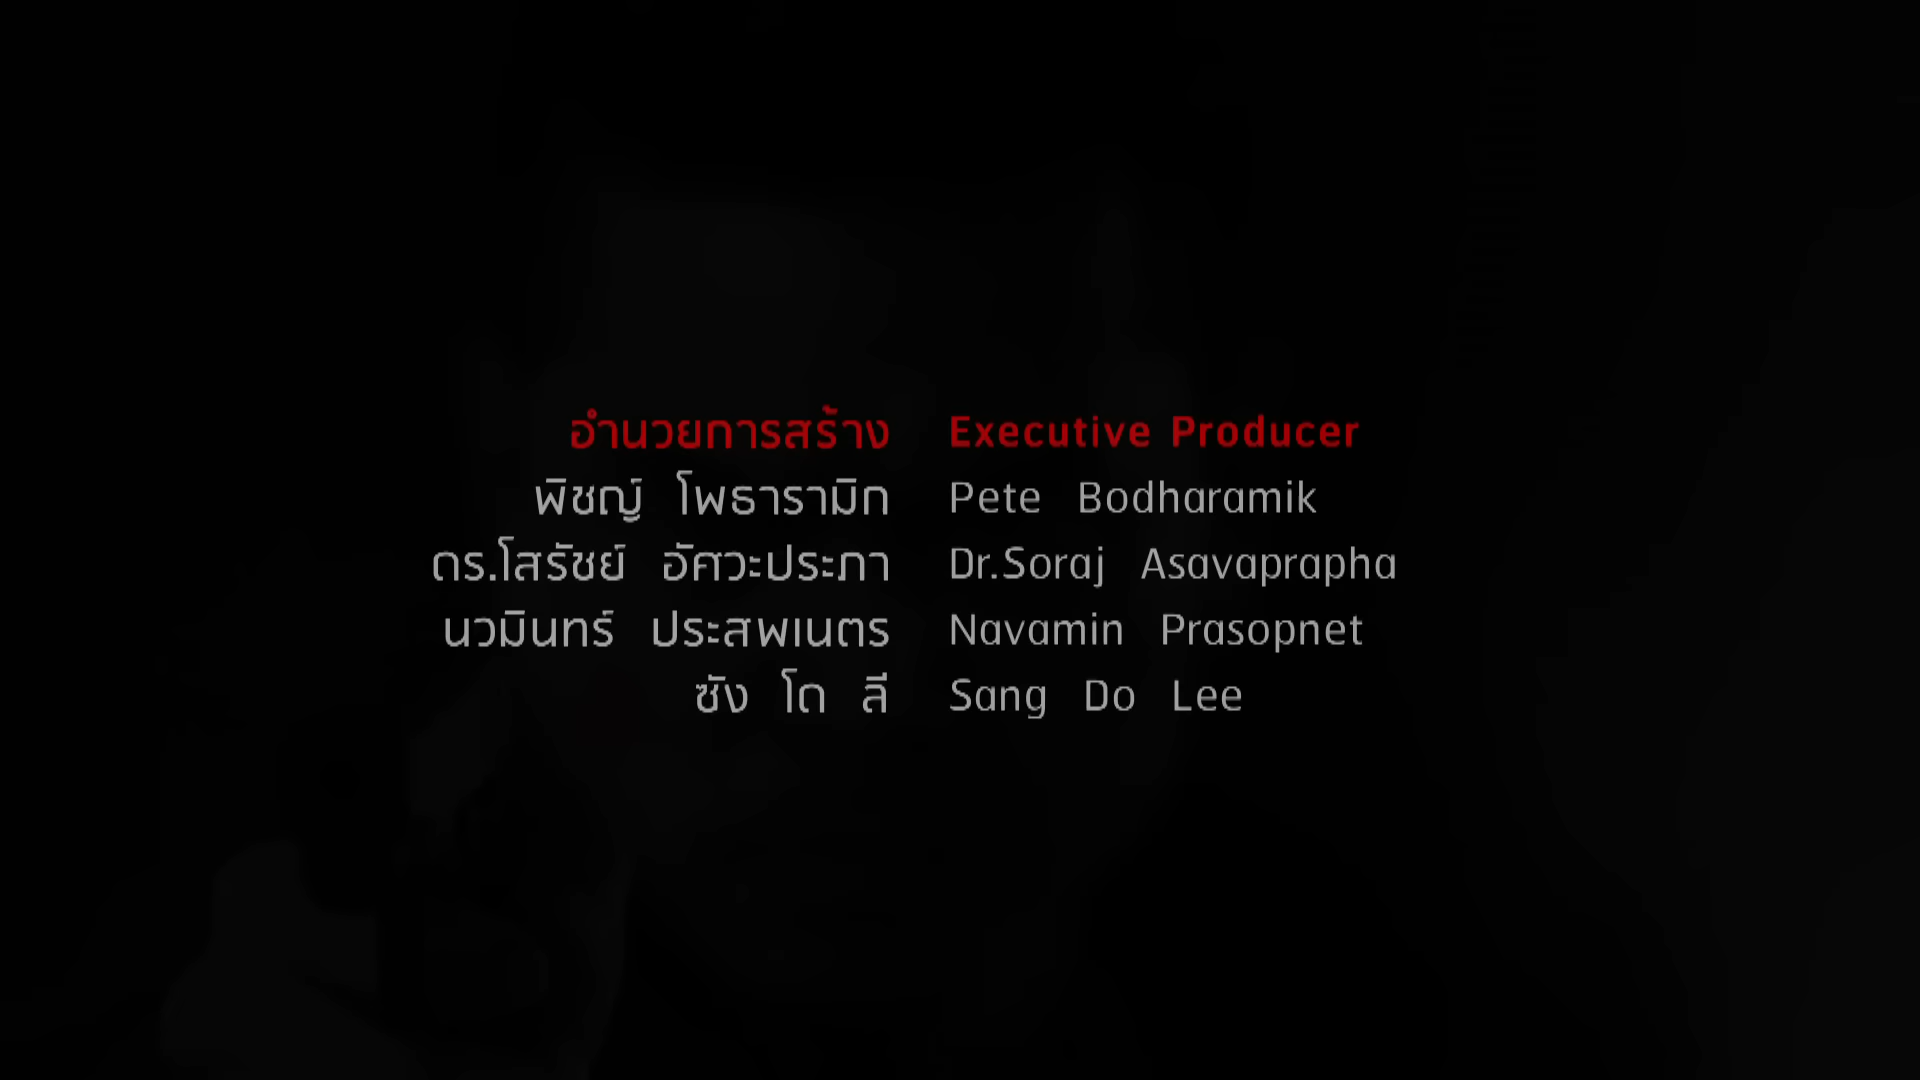 อำนวยการสร้าง Executive Producer
พิชญ์ โพธารามิก Pete Bodharamik
ดร.โสรัชย์ อัศวะประภา Dr.Soraj Asavaprapha
นวมินทร์ ประสพเนตร Navamin Prasopnet
ซัง โด ลี Sang Do Lee